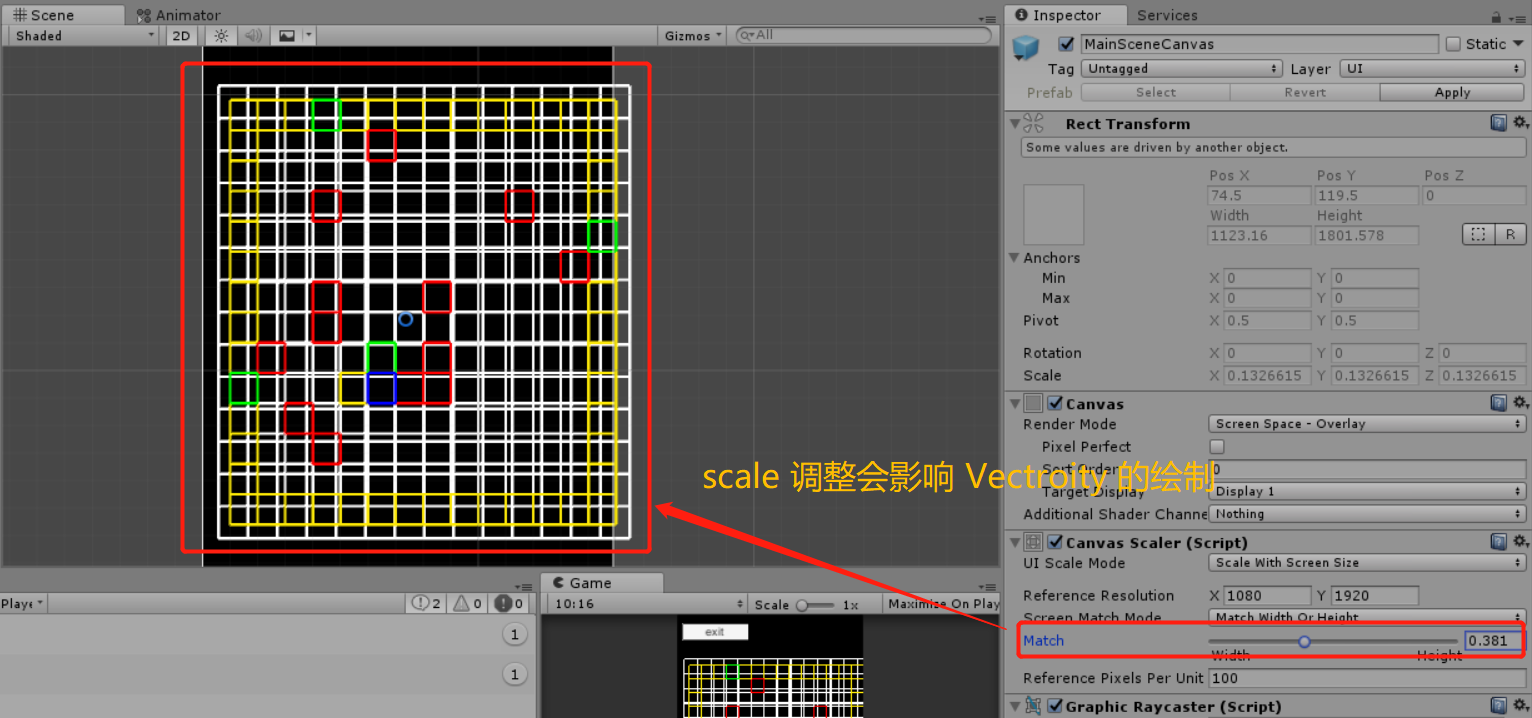 Scene
Animator
Shaded
2D
Gizmos
All
Inspector
Services
MainSceneCanvas
Static
Tag
Untagged
Layer
UI
Prefab
Select
Revert
Apply
Rect Transform
Some values are driven by another object.
Pos X
Pos Y
Pos Z
74.5
119.5
0
Width
Height
1123.16
1801.578
R
Anchors
Min
X 0
Y 0
Max
X 0
Y 0
Pivot
X 0.5
Y 0.5
Rotation
X 0
Y 0
Z 0
Scale
X 0.1326615
Y 0.1326615
Z 0.1326615
Canvas
Render Mode
Screen Space - Overlay
Pixel Perfect
scale 调整会影响 Vectroity 的绘制
Sort Order
0
Target Display
Display 1
Additional Shader Channe
Nothing
Canvas Scaler (Script)
UI Scale Mode
Scale With Screen Size
Reference Resolution
X 1080
Y 1920
Screen Match Mode
Match Width Or Height
Match
0.381
Width
Height
Reference Pixels Per Unit
100
Graphic Raycaster (Script)
2
0
0
1
1
Game
10:16
Scale
1x
Maximize On Play
exit